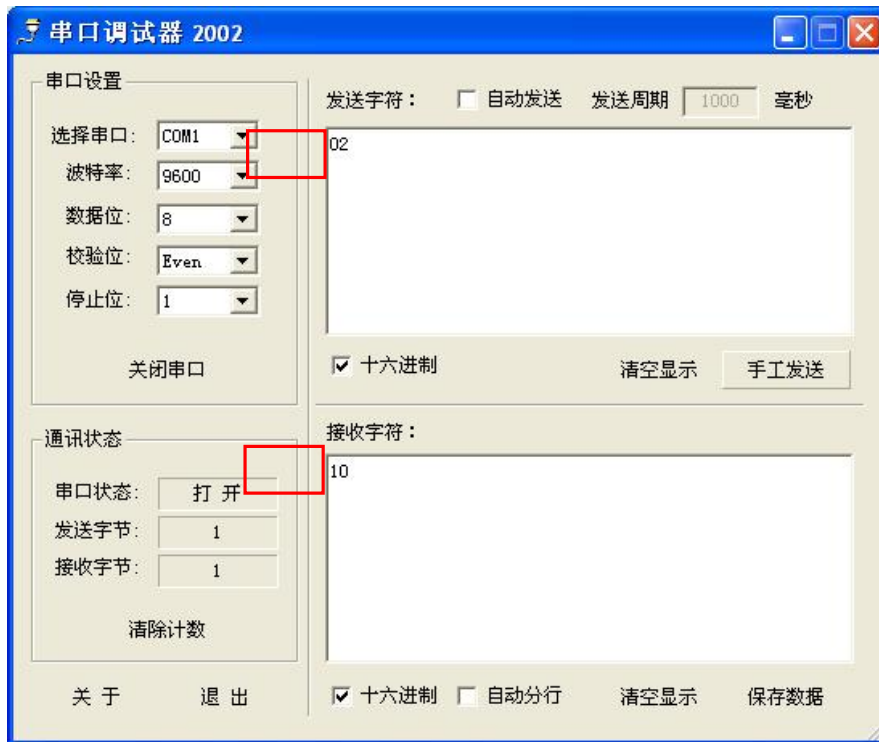 串口调试器 2002
串口设置
选择串口: COM1
波特率: 9600
数据位: 8
校验位: Even
停止位: 1
关闭串口
通讯状态
串口状态: 打 开
发送字节: 1
接收字节: 1
清除计数
关 于 退 出
发送字符： 自动发送 发送周期 1000 毫秒
02
十六进制 清空显示 手工发送
接收字符：
10
十六进制 自动分行 清空显示 保存数据